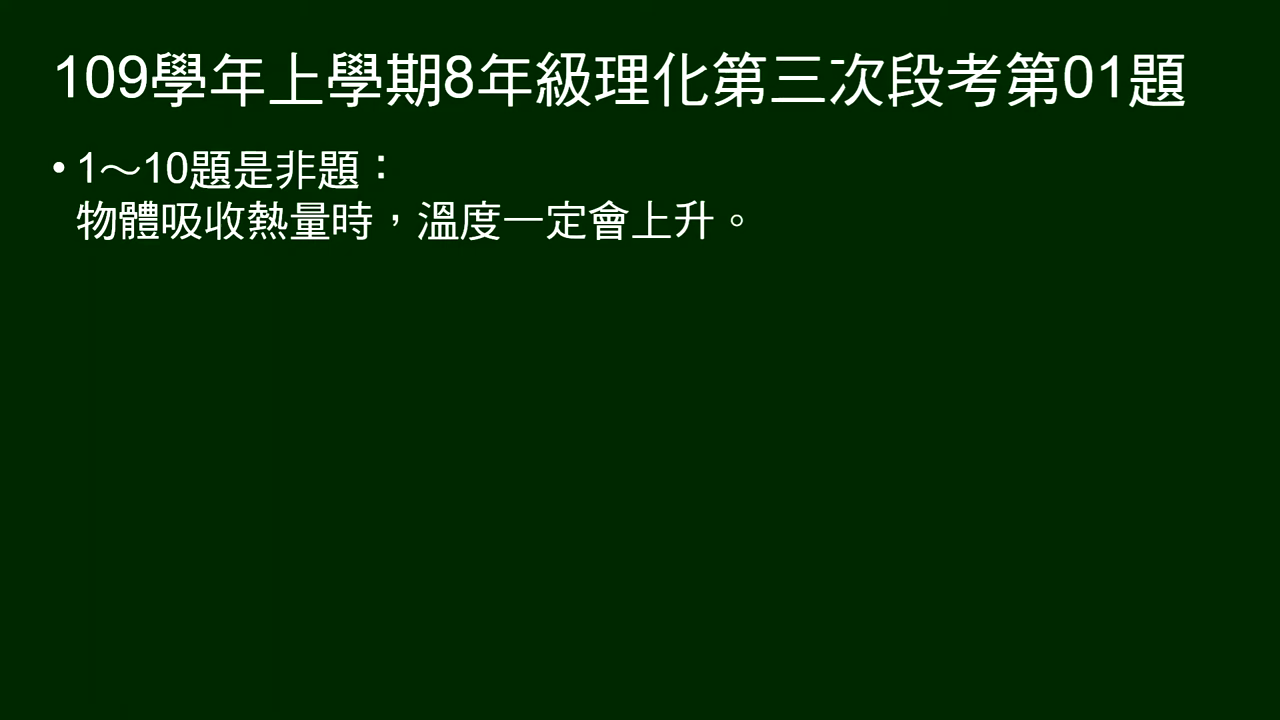 109學年上學期8年級理化第三次段考第01題
• 1～10題是非題：
物體吸收熱量時，溫度一定會上升。